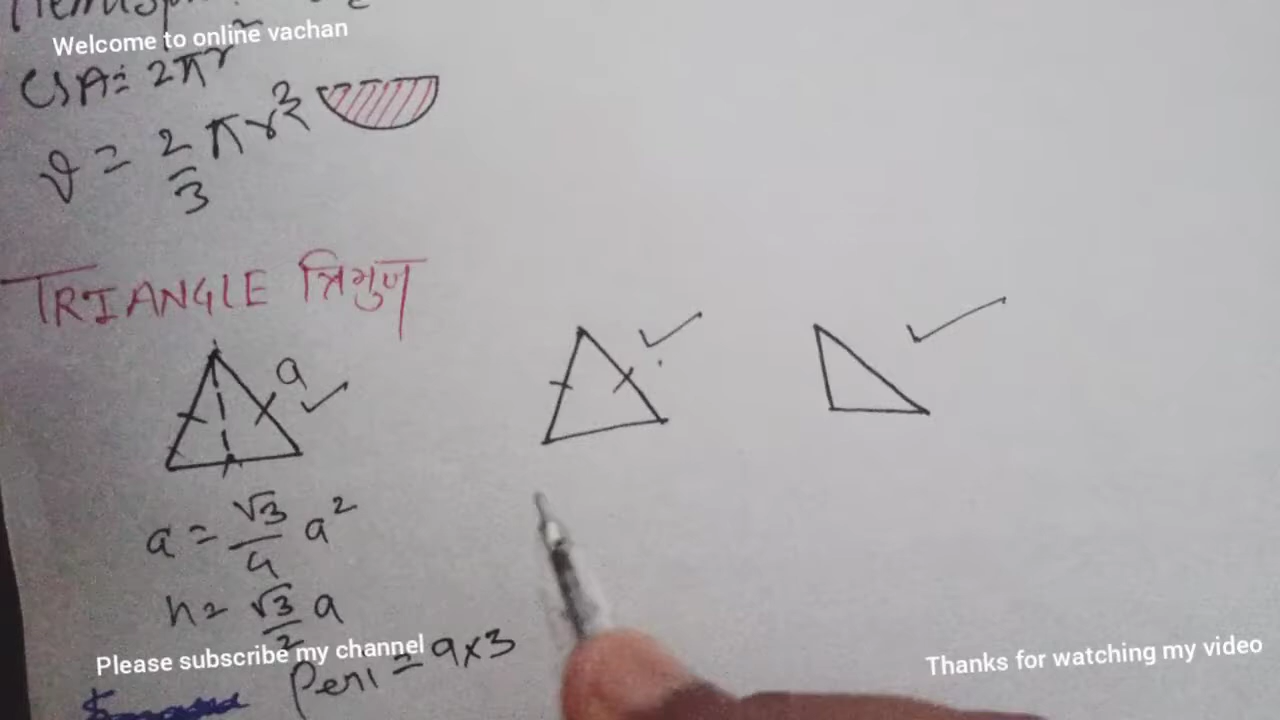 Welcome to online vachan
CSA = 2πr²
v = 2/3 πr³
TRIANGLE त्रिभुज
a
a = √3/4 a²
h = √3/2 a
Please subscribe my channel
Peri = a×3
Thanks for watching my video